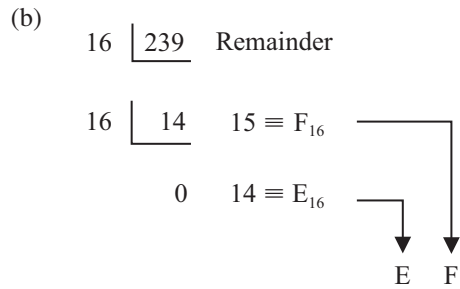 (b)
16 239 Remainder
16 14 15 ≡ F₁₆
0 14 ≡ E₁₆
E F